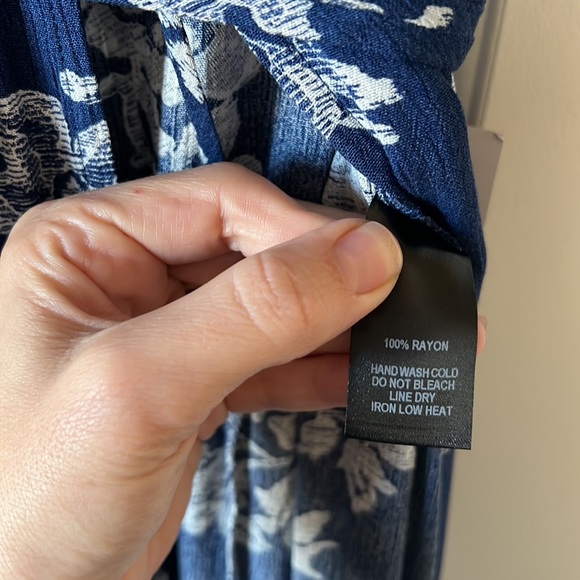 100% RAYON
HAND WASH COLD
DO NOT BLEACH
LINE DRY
IRON LOW HEAT